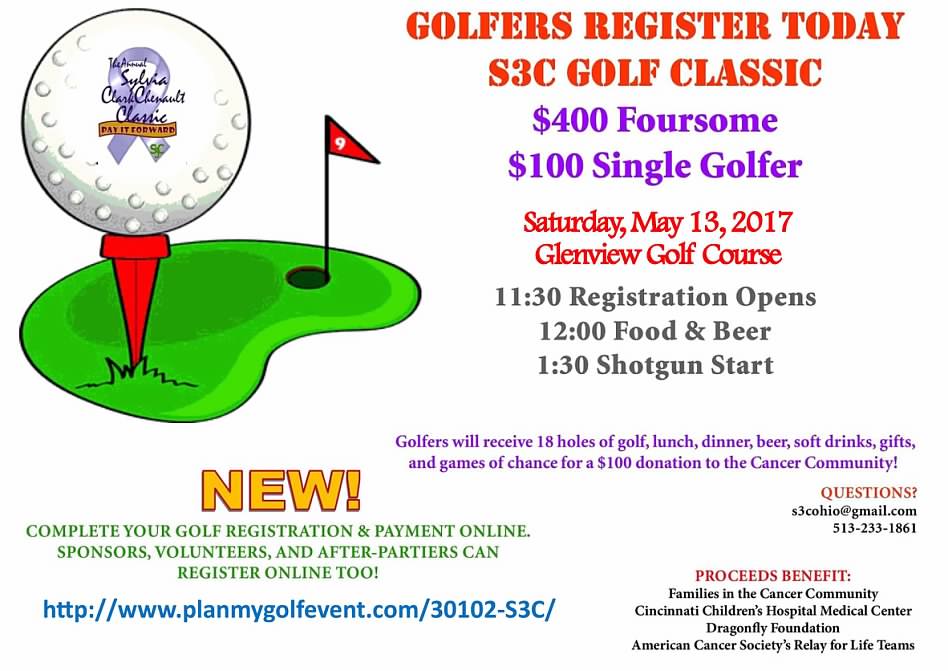 The Annual
Sylvia
Clark Chenault
Classic
PAY IT FORWARD
S3C
9
GOLFERS REGISTER TODAY
S3C GOLF CLASSIC
$400 Foursome
$100 Single Golfer
Saturday, May 13, 2017
Glenview Golf Course
11:30 Registration Opens
12:00 Food & Beer
1:30 Shotgun Start
Golfers will receive 18 holes of golf, lunch, dinner, beer, soft drinks, gifts,
and games of chance for a $100 donation to the Cancer Community!
NEW!
COMPLETE YOUR GOLF REGISTRATION & PAYMENT ONLINE.
SPONSORS, VOLUNTEERS, AND AFTER-PARTIERS CAN
REGISTER ONLINE TOO!
http://www.planmygolfevent.com/30102-S3C/
QUESTIONS?
s3cohio@gmail.com
513-233-1861
PROCEEDS BENEFIT:
Families in the Cancer Community
Cincinnati Children's Hospital Medical Center
Dragonfly Foundation
American Cancer Society's Relay for Life Teams